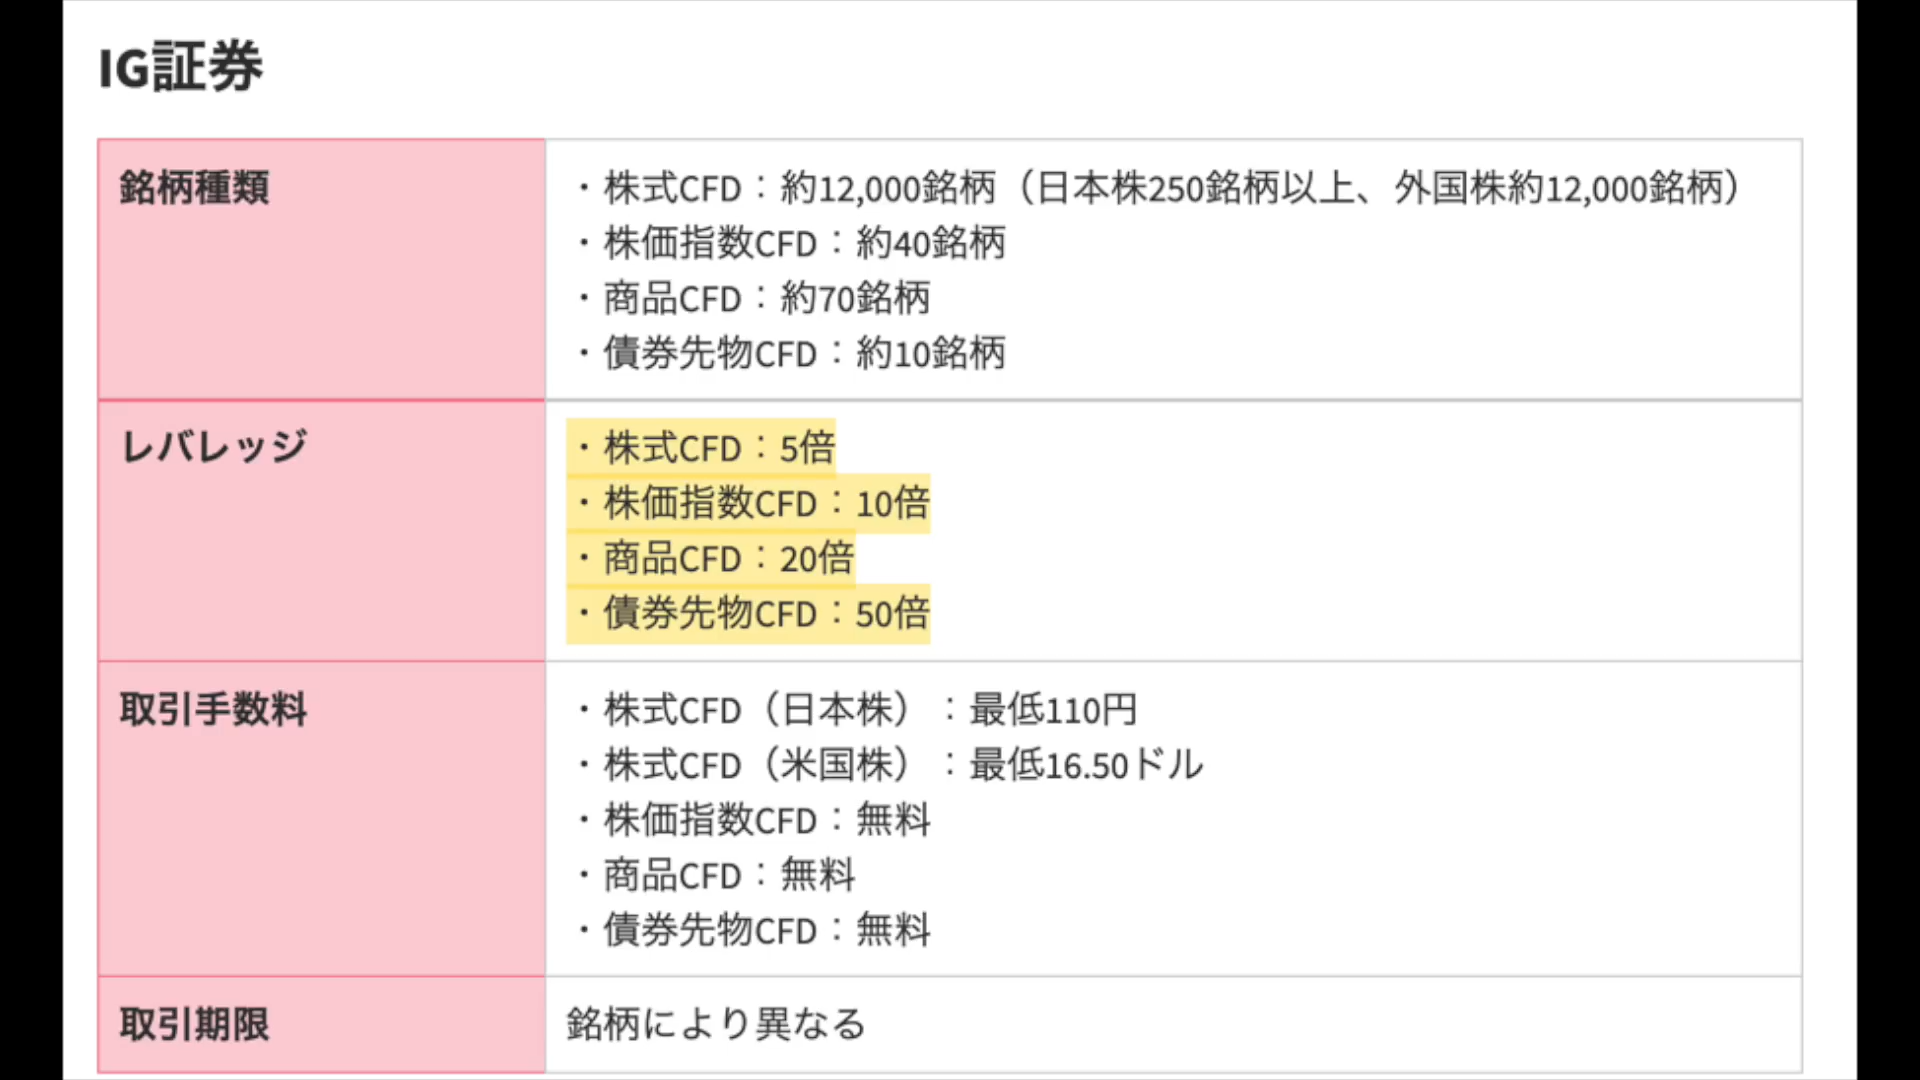 IG証券
銘柄種類
・株式CFD：約12,000銘柄（日本株250銘柄以上、外国株約12,000銘柄）
・株価指数CFD：約40銘柄
・商品CFD：約70銘柄
・債券先物CFD：約10銘柄
レバレッジ
・株式CFD：5倍
・株価指数CFD：10倍
・商品CFD：20倍
・債券先物CFD：50倍
取引手数料
・株式CFD（日本株）：最低110円
・株式CFD（米国株）：最低16.50ドル
・株価指数CFD：無料
・商品CFD：無料
・債券先物CFD：無料
取引期限
銘柄により異なる